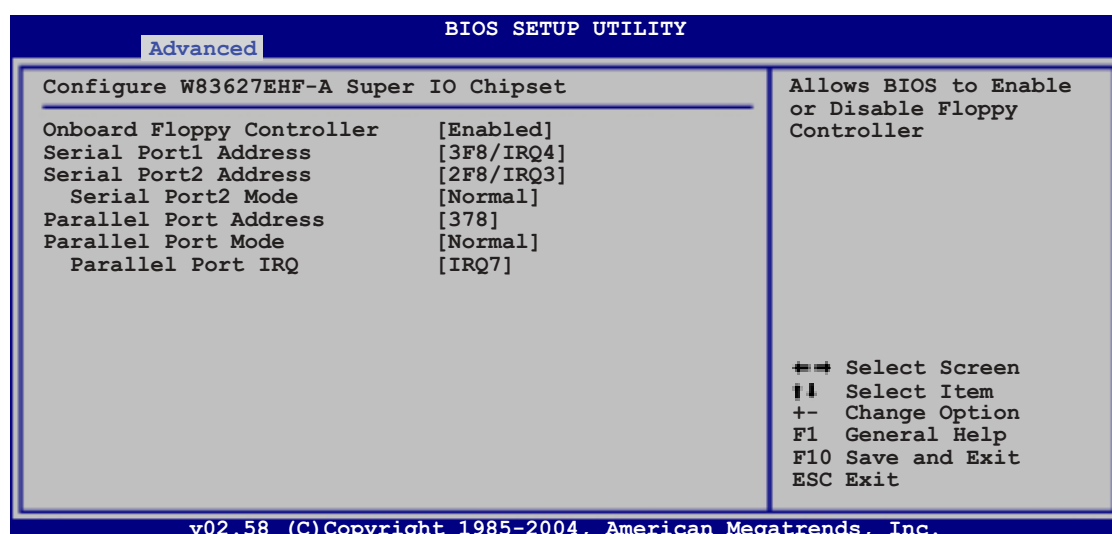 BIOS SETUP UTILITY
Advanced
Configure W83627EHF-A Super IO Chipset
Onboard Floppy Controller [Enabled]
Serial Port1 Address [3F8/IRQ4]
Serial Port2 Address [2F8/IRQ3]
Serial Port2 Mode [Normal]
Parallel Port Address [378]
Parallel Port Mode [Normal]
Parallel Port IRQ [IRQ7]
Allows BIOS to Enable
or Disable Floppy
Controller
←→ Select Screen
↑↓ Select Item
+- Change Option
F1 General Help
F10 Save and Exit
ESC Exit
v02.58 (C)Copyright 1985-2004, American Megatrends, Inc.